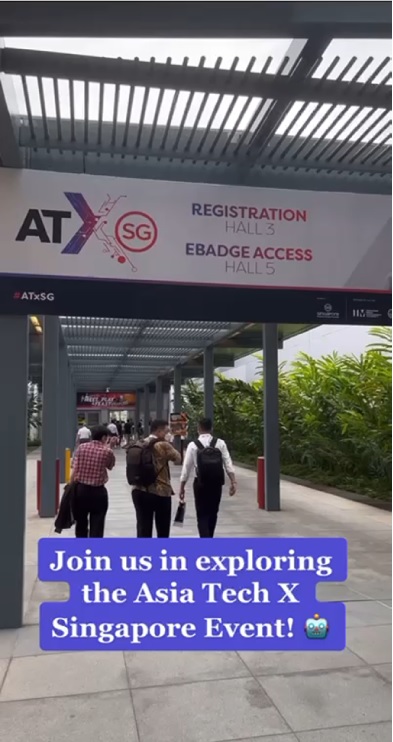 ATX SG
REGISTRATION
HALL 3
EBADGE ACCESS
HALL 5
#ATxSG
Join us in exploring
the Asia Tech X
Singapore Event! 🤖